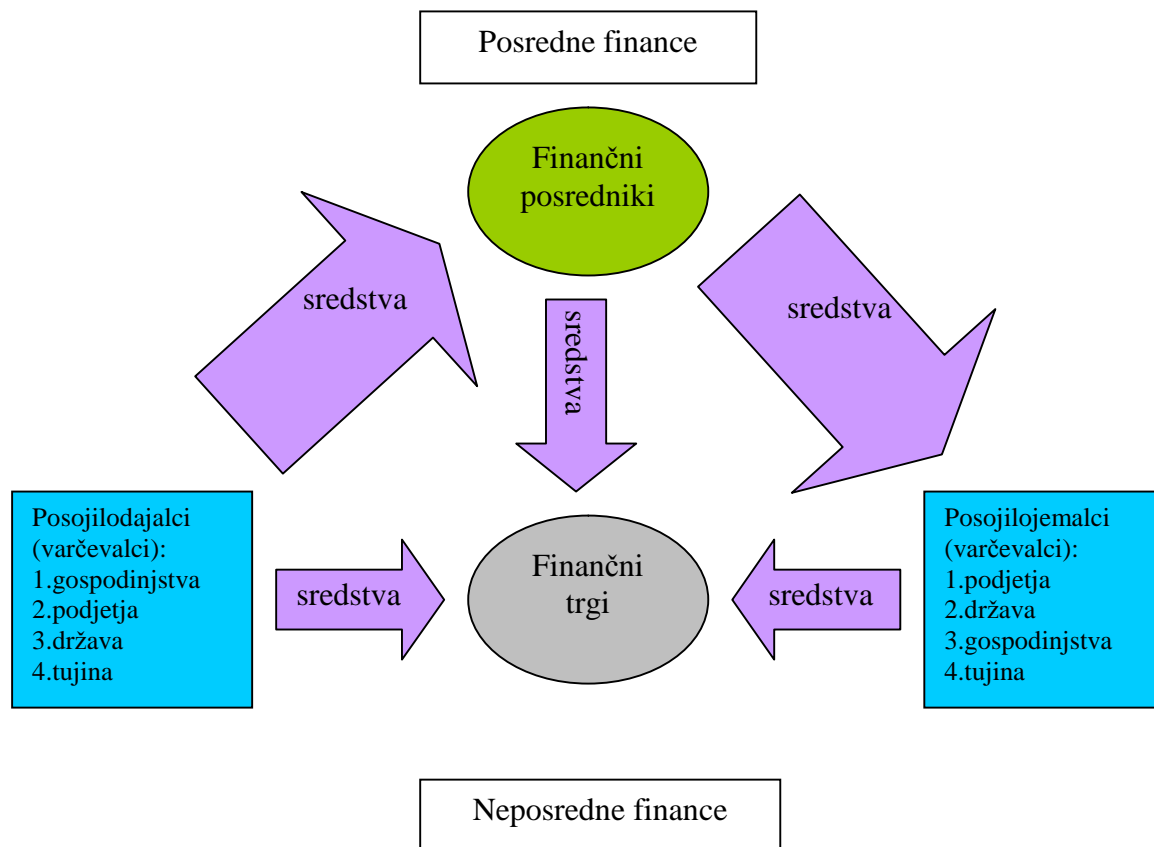 Posredne finance
Finančni
posredniki
sredstva
sredstva
sredstva
Posojilodajalci
(varčevalci):
1.gospodinjstva
2.podjetja
3.država
4.tujina
sredstva
Finančni
trgi
sredstva
Posojilojemalci
(varčevalci):
1.podjetja
2.država
3.gospodinjstva
4.tujina
Neposredne finance